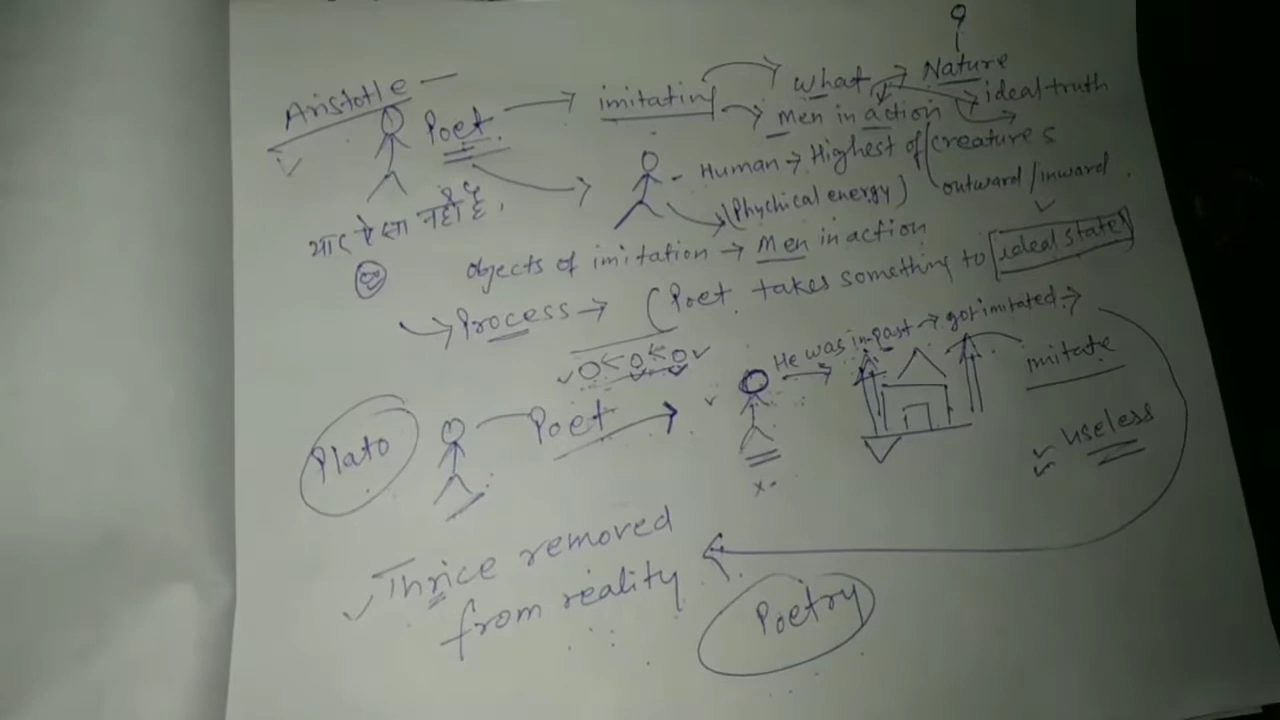 Aristotle —
Poet → imitating → what → Nature
→ Men in action → ideal truth
Human → Highest of creatures
(Phychical energy) outward / inward.
ऐसा नहीं है,
objects of imitation → Men in action
→ Process → (Poet takes something to ideal state)
He was in past → got imitated →
imitate
Plato Poet →
useless
Thrice removed
from reality
Poetry